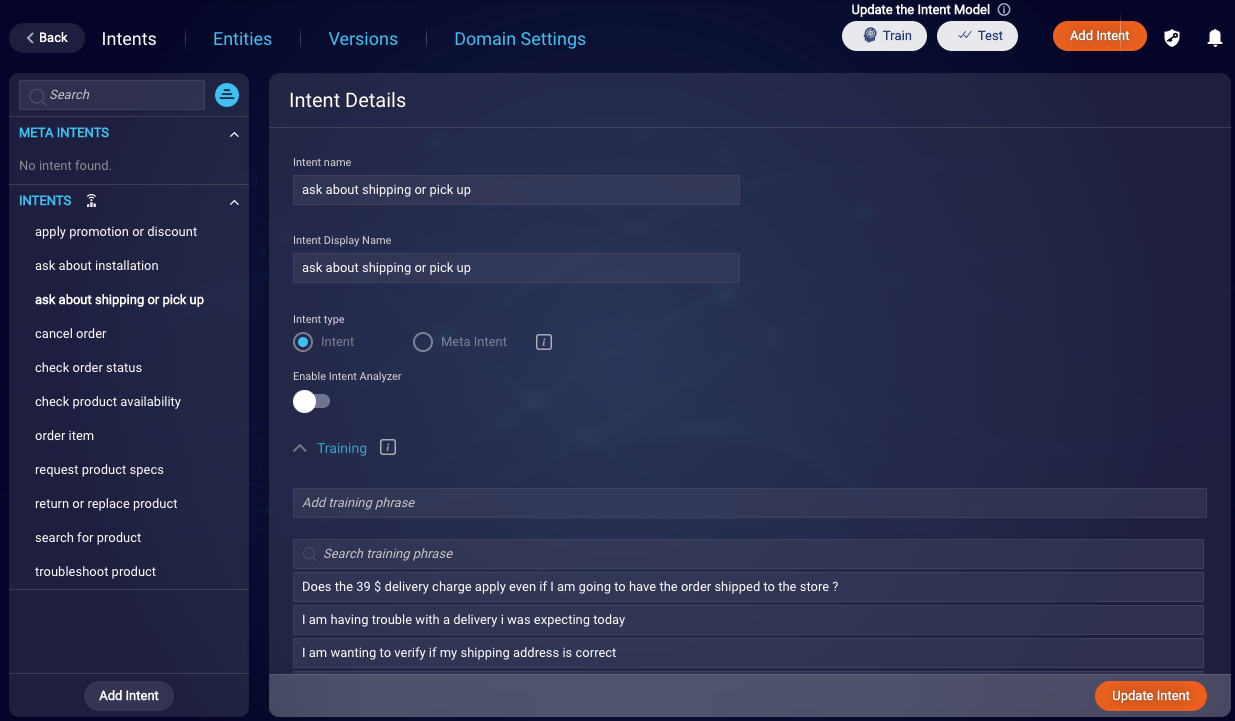 Update the Intent Model
Back
Intents
Entities
Versions
Domain Settings
Train
Test
Add Intent
Search
META INTENTS
No intent found.
INTENTS
apply promotion or discount
ask about installation
ask about shipping or pick up
cancel order
check order status
check product availability
order item
request product specs
return or replace product
search for product
troubleshoot product
Add Intent
Intent Details
Intent name
ask about shipping or pick up
Intent Display Name
ask about shipping or pick up
Intent type
Intent
Meta Intent
Enable Intent Analyzer
Training
Add training phrase
Search training phrase
Does the 39 $ delivery charge apply even if I am going to have the order shipped to the store ?
I am having trouble with a delivery i was expecting today
I am wanting to verify if my shipping address is correct
Update Intent